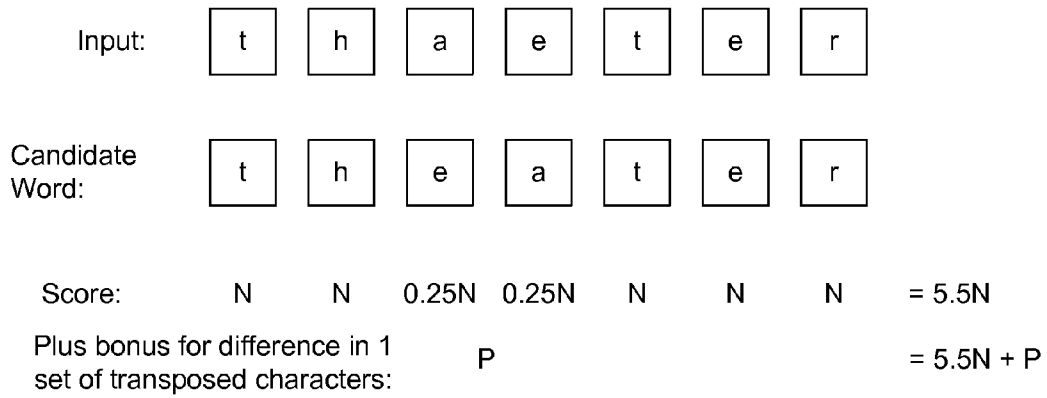 Input: t h a e t e r
Candidate
Word: t h e a t e r
Score: N N 0.25N 0.25N N N N = 5.5N
Plus bonus for difference in 1
set of transposed characters: P = 5.5N + P